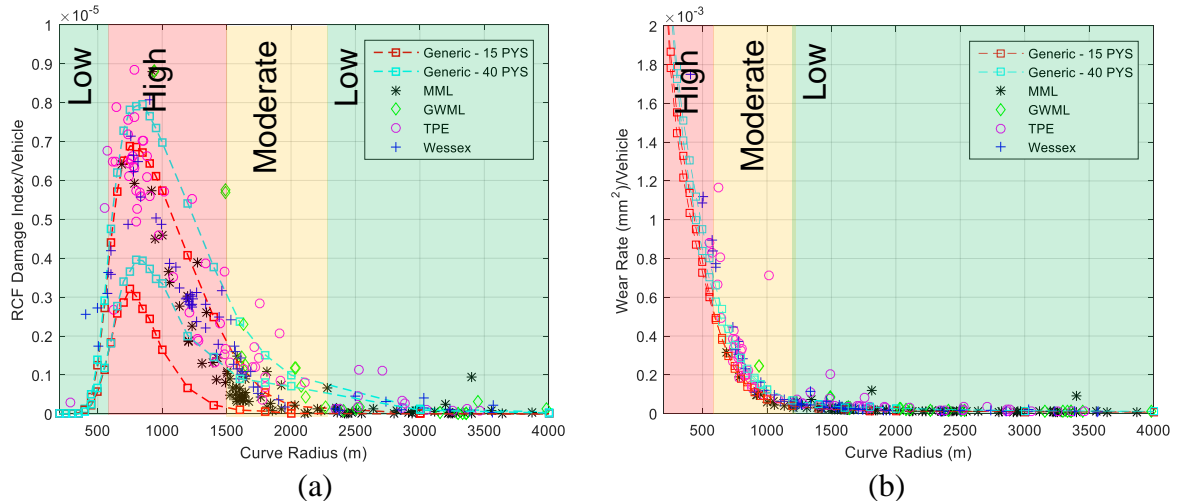 1 ×10⁻⁵
0.9
0.8
0.7
0.6
0.5
0.4
0.3
0.2
0.1
0
500 1000 1500 2000 2500 3000 3500 4000
RCF Damage Index/Vehicle
Curve Radius (m)
Low
High
Moderate
Low
Generic - 15 PYS
Generic - 40 PYS
MML
GWML
TPE
Wessex
(a)
2 ×10⁻³
1.8
1.6
1.4
1.2
1
0.8
0.6
0.4
0.2
0
500 1000 1500 2000 2500 3000 3500 4000
Wear Rate (mm²)/Vehicle
Curve Radius (m)
High
Moderate
Low
Generic - 15 PYS
Generic - 40 PYS
MML
GWML
TPE
Wessex
(b)